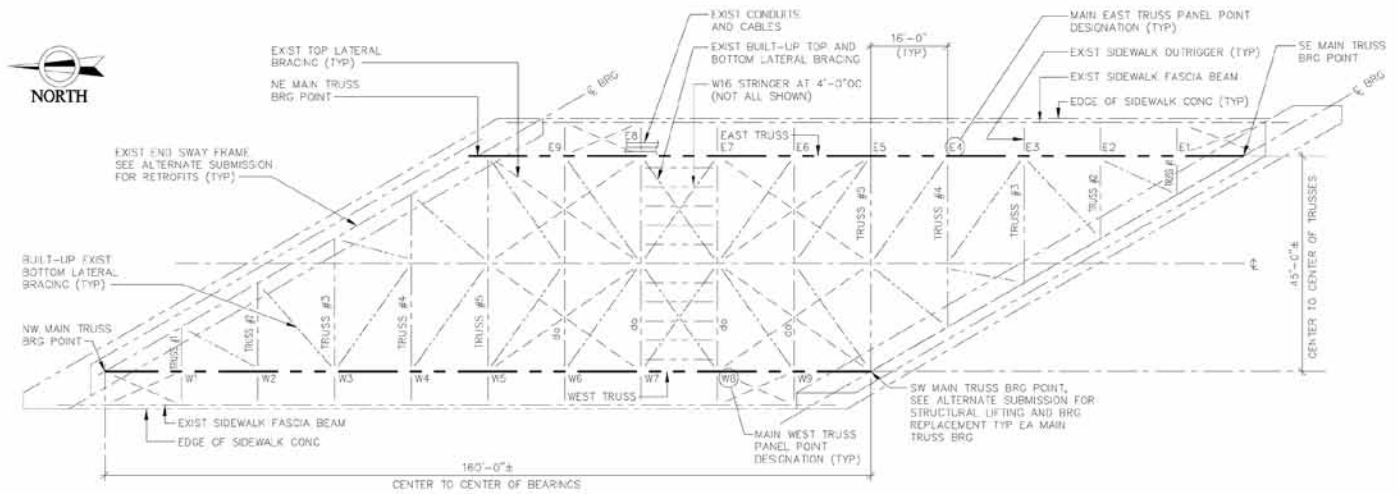 EXIST CONDUITS
AND CABLES
MAIN EAST TRUSS PANEL POINT
DESIGNATION (TYP)
16'-0"
(TYP)
EXIST TOP LATERAL
BRACING (TYP)
EXIST BUILT-UP TOP AND
BOTTOM LATERAL BRACING
EXIST SIDEWALK OUTRIGGER (TYP)
SE MAIN TRUSS
BRG POINT
NORTH
NE MAIN TRUSS
BRG POINT
W16 STRINGER AT 4'-0"OC
(NOT ALL SHOWN)
EXIST SIDEWALK FASCIA BEAM
EDGE OF SIDEWALK CONC (TYP)
℄ BRG
℄ BRG
EXIST END SWAY FRAME
SEE ALTERNATE SUBMISSION
FOR RETROFITS (TYP)
EAST TRUSS
E9
E8
E7
E6
E5
E4
E3
E2
E1
TRUSS #5
TRUSS #4
TRUSS #3
TRUSS #2
TRUSS #1
BUILT-UP EXIST
BOTTOM LATERAL
BRACING (TYP)
45'-0"±
CENTER TO CENTER OF TRUSSES
NW MAIN TRUSS
BRG POINT
TRUSS #1
TRUSS #2
TRUSS #3
TRUSS #4
TRUSS #5
do
do
do
do
W1
W2
W3
W4
W5
W6
W7
W8
W9
WEST TRUSS
SW MAIN TRUSS BRG POINT,
SEE ALTERNATE SUBMISSION FOR
STRUCTURAL LIFTING AND BRG
REPLACEMENT TYP EA MAIN
TRUSS BRG
EXIST SIDEWALK FASCIA BEAM
EDGE OF SIDEWALK CONC
MAIN WEST TRUSS
PANEL POINT
DESIGNATION (TYP)
160'-0"±
CENTER TO CENTER OF BEARINGS